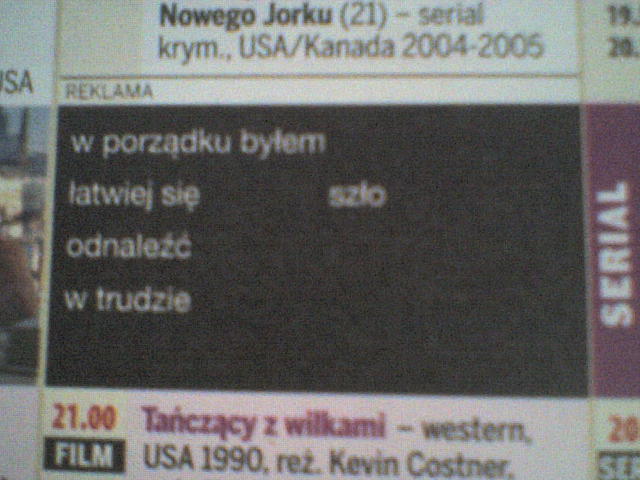 Nowego Jorku (21) – serial
krym., USA/Kanada 2004-2005
19.
20.
USA
REKLAMA
w porządku byłem
łatwiej się szło
odnaleźć
w trudzie
SERIAL
21.00 Tańczący z wilkami – western,
FILM USA 1990, reż. Kevin Costner,
20
SER